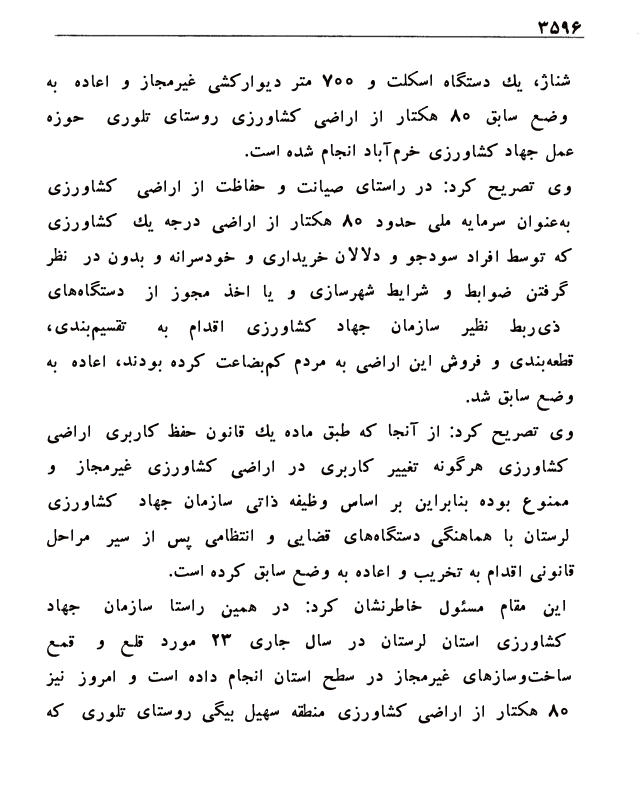 ۳۵۹۶
شناژ، یك دستگاه اسکلت و ۷۰۰ متر دیوارکشی غیرمجاز و اعاده به
وضع سابق ۸۰ هکتار از اراضی کشاورزی روستای تلوری حوزه
عمل جهاد کشاورزی خرم‌آباد انجام شده است.
وی تصریح کرد: در راستای صیانت و حفاظت از اراضی کشاورزی
به‌عنوان سرمایه ملی حدود ۸۰ هکتار از اراضی درجه یك کشاورزی
که توسط افراد سودجو و دلالان خریداری و خودسرانه و بدون در نظر
گرفتن ضوابط و شرایط شهرسازی و یا اخذ مجوز از دستگاه‌های
ذی‌ربط نظیر سازمان جهاد کشاورزی اقدام به تقسیم‌بندی،
قطعه‌بندی و فروش این اراضی به مردم کم‌بضاعت کرده بودند، اعاده به
وضع سابق شد.
وی تصریح کرد: از آنجا که طبق ماده یك قانون حفظ کاربری اراضی
کشاورزی هرگونه تغییر کاربری در اراضی کشاورزی غیرمجاز و
ممنوع بوده بنابراین بر اساس وظیفه ذاتی سازمان جهاد کشاورزی
لرستان با هماهنگی دستگاه‌های قضایی و انتظامی پس از سیر مراحل
قانونی اقدام به تخریب و اعاده به وضع سابق کرده است.
این مقام مسئول خاطرنشان کرد: در همین راستا سازمان جهاد
کشاورزی استان لرستان در سال جاری ۲۳ مورد قلع و قمع
ساخت‌وسازهای غیرمجاز در سطح استان انجام داده است و امروز نیز
۸۰ هکتار از اراضی کشاورزی منطقه سهیل بیگی روستای تلوری که